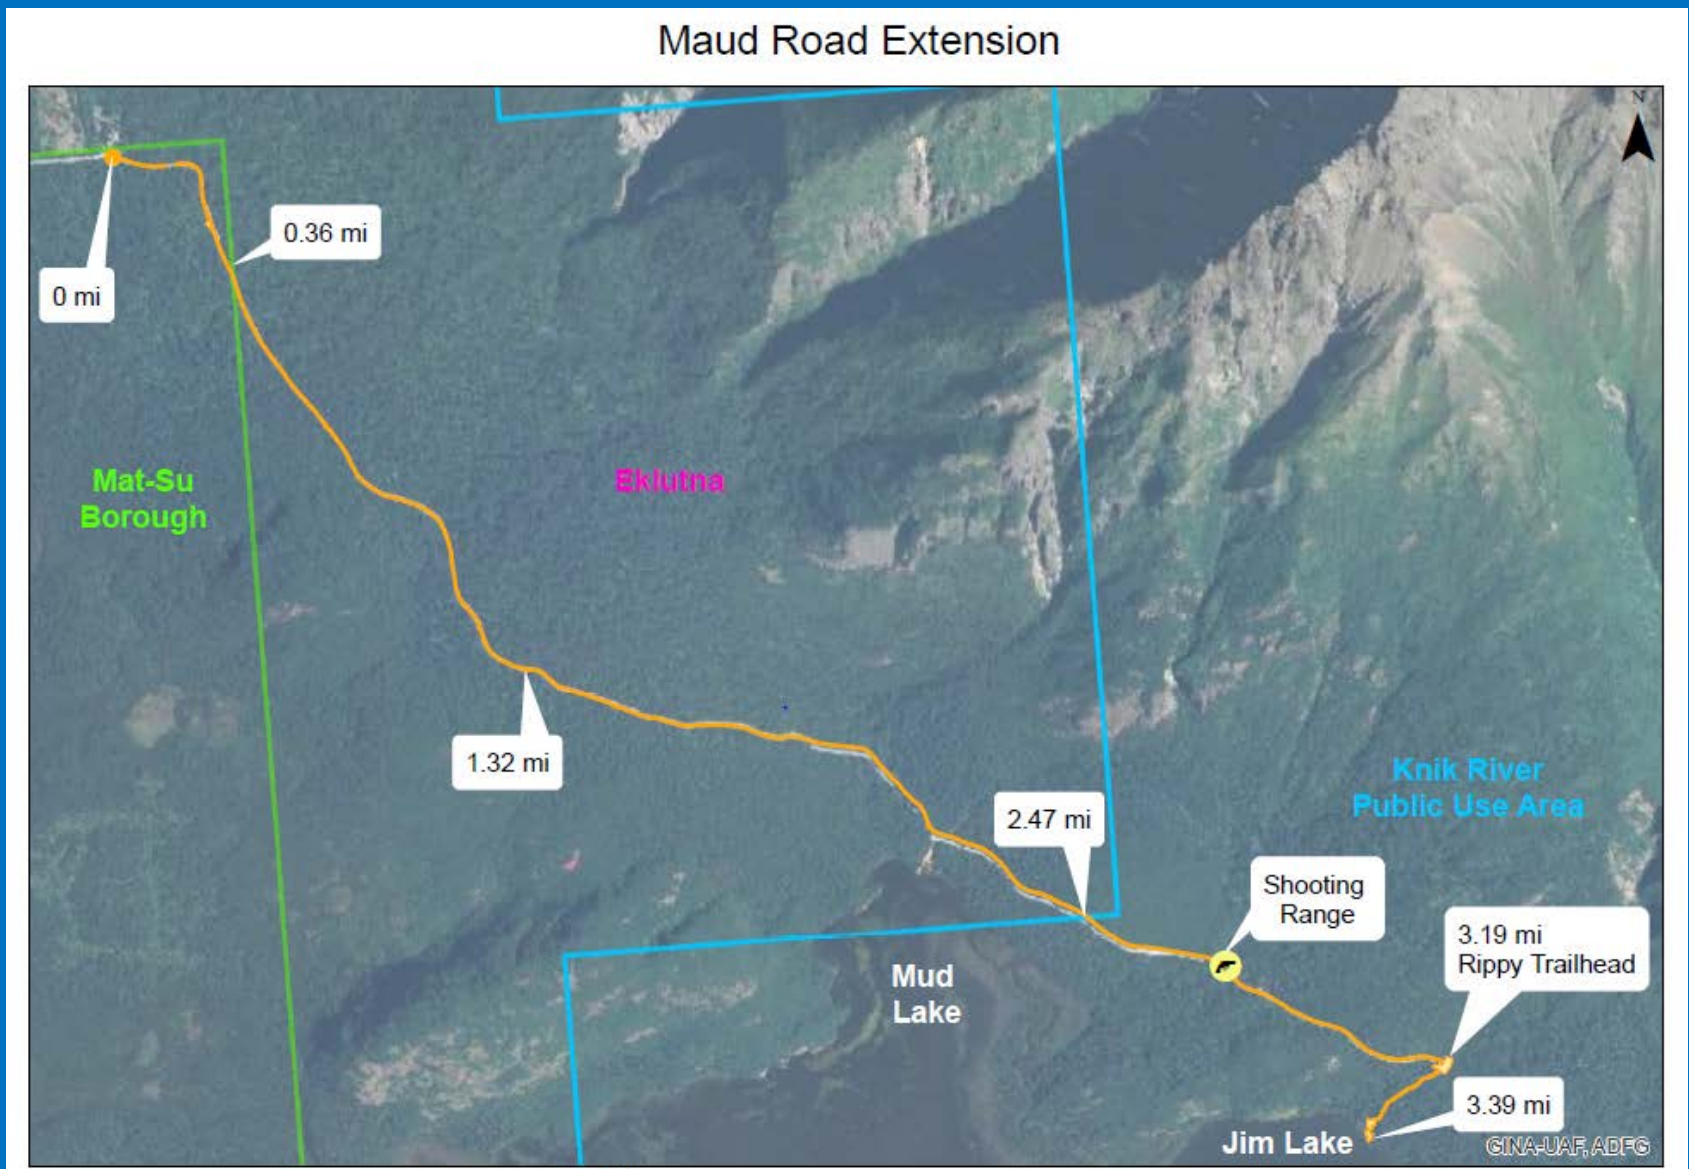 Maud Road Extension
N
0.36 mi
0 mi
Mat-Su
Borough
Eklutna
1.32 mi
2.47 mi
Knik River
Public Use Area
Shooting
Range
3.19 mi
Rippy Trailhead
Mud
Lake
3.39 mi
Jim Lake
GINA-UAF, ADFG